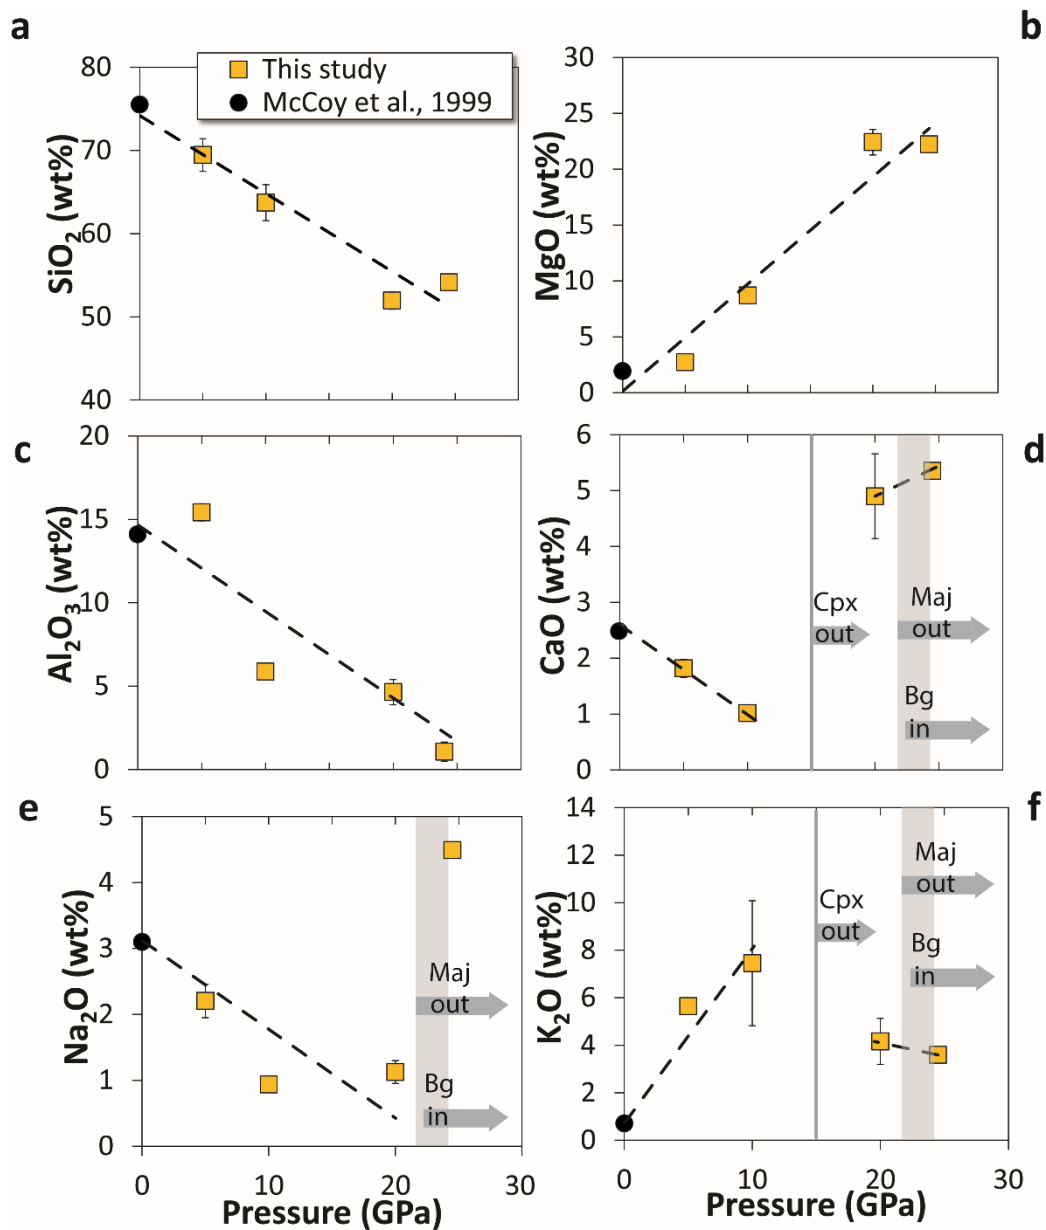 a
b
This study
McCoy et al., 1999
80
70
60
50
40
SiO₂ (wt%)
30
25
20
15
10
5
0
MgO (wt%)
c
20
15
10
5
0
Al₂O₃ (wt%)
d
6
5
4
3
2
1
0
CaO (wt%)
Cpx
out
Maj
out
Bg
in
e
5
4
3
2
1
0
Na₂O (wt%)
Maj
out
Bg
in
0
10
20
30
Pressure (GPa)
f
14
12
10
8
6
4
2
0
K₂O (wt%)
Cpx
out
Maj
out
Bg
in
0
10
20
30
Pressure (GPa)